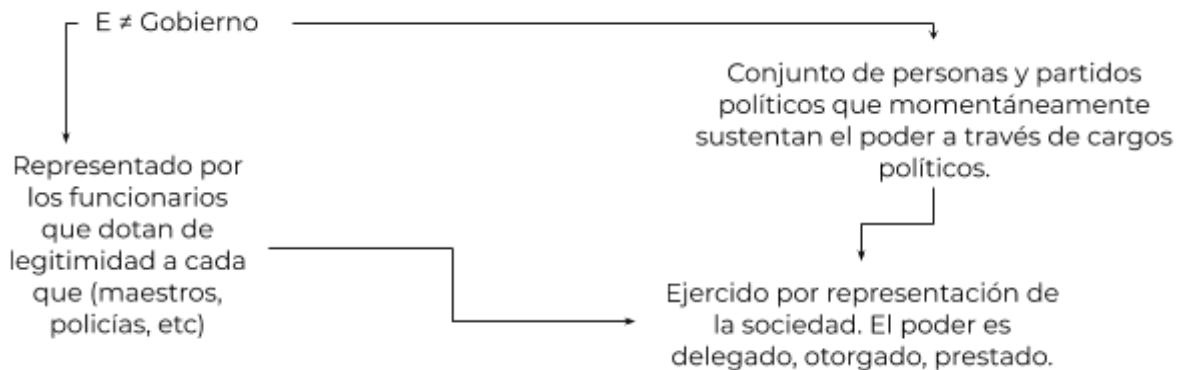 E ≠ Gobierno
Conjunto de personas y partidos
políticos que momentáneamente
sustentan el poder a través de cargos
políticos.
Representado por
los funcionarios
que dotan de
legitimidad a cada
que (maestros,
policías, etc)
Ejercido por representación de
la sociedad. El poder es
delegado, otorgado, prestado.